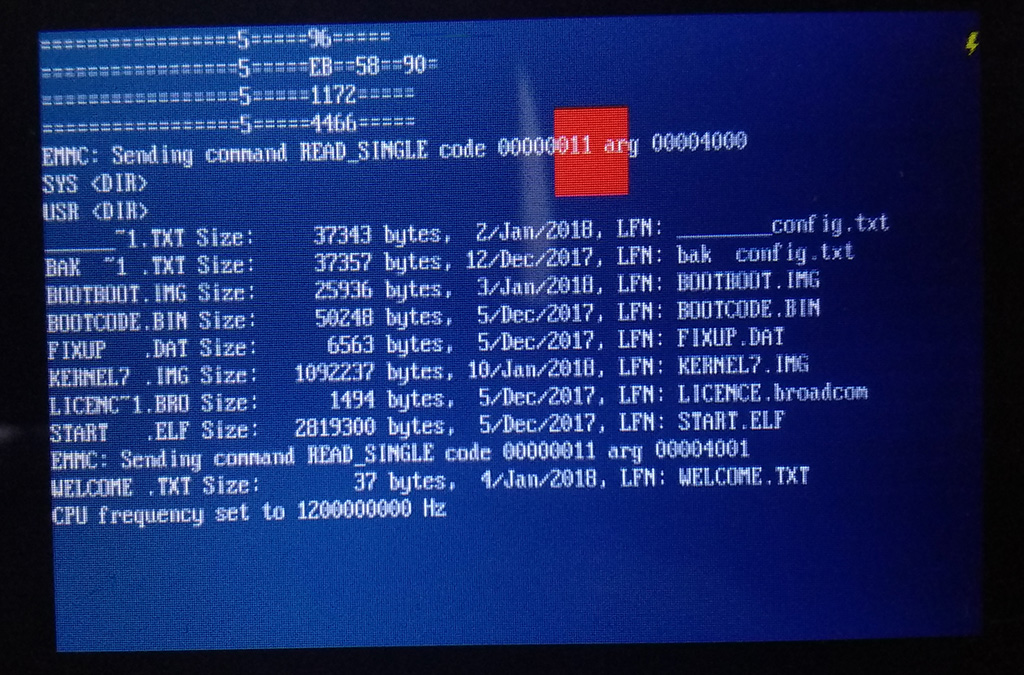 =================5=====96=====
=================5=====EB==58==90=
=================5=====1172=====
=================5=====4466=====
EMMC: Sending command READ_SINGLE code 00000011 arg 00004000
SYS <DIR>
USR <DIR>
______~1.TXT Size:     37343 bytes,  2/Jan/2018, LFN: ________config.txt
BAK  ~1 .TXT Size:     37357 bytes, 12/Dec/2017, LFN: bak  config.txt
BOOTBOOT.IMG Size:     25936 bytes,  3/Jan/2018, LFN: BOOTBOOT.IMG
BOOTCODE.BIN Size:     50248 bytes,  5/Dec/2017, LFN: BOOTCODE.BIN
FIXUP   .DAT Size:      6563 bytes,  5/Dec/2017, LFN: FIXUP.DAT
KERNEL7 .IMG Size:   1092237 bytes, 10/Jan/2018, LFN: KERNEL7.IMG
LICENC~1.BRO Size:      1494 bytes,  5/Dec/2017, LFN: LICENCE.broadcom
START   .ELF Size:   2819300 bytes,  5/Dec/2017, LFN: START.ELF
EMMC: Sending command READ_SINGLE code 00000011 arg 00004001
WELCOME .TXT Size:        37 bytes,  4/Jan/2018, LFN: WELCOME.TXT
CPU frequency set to 1200000000 Hz